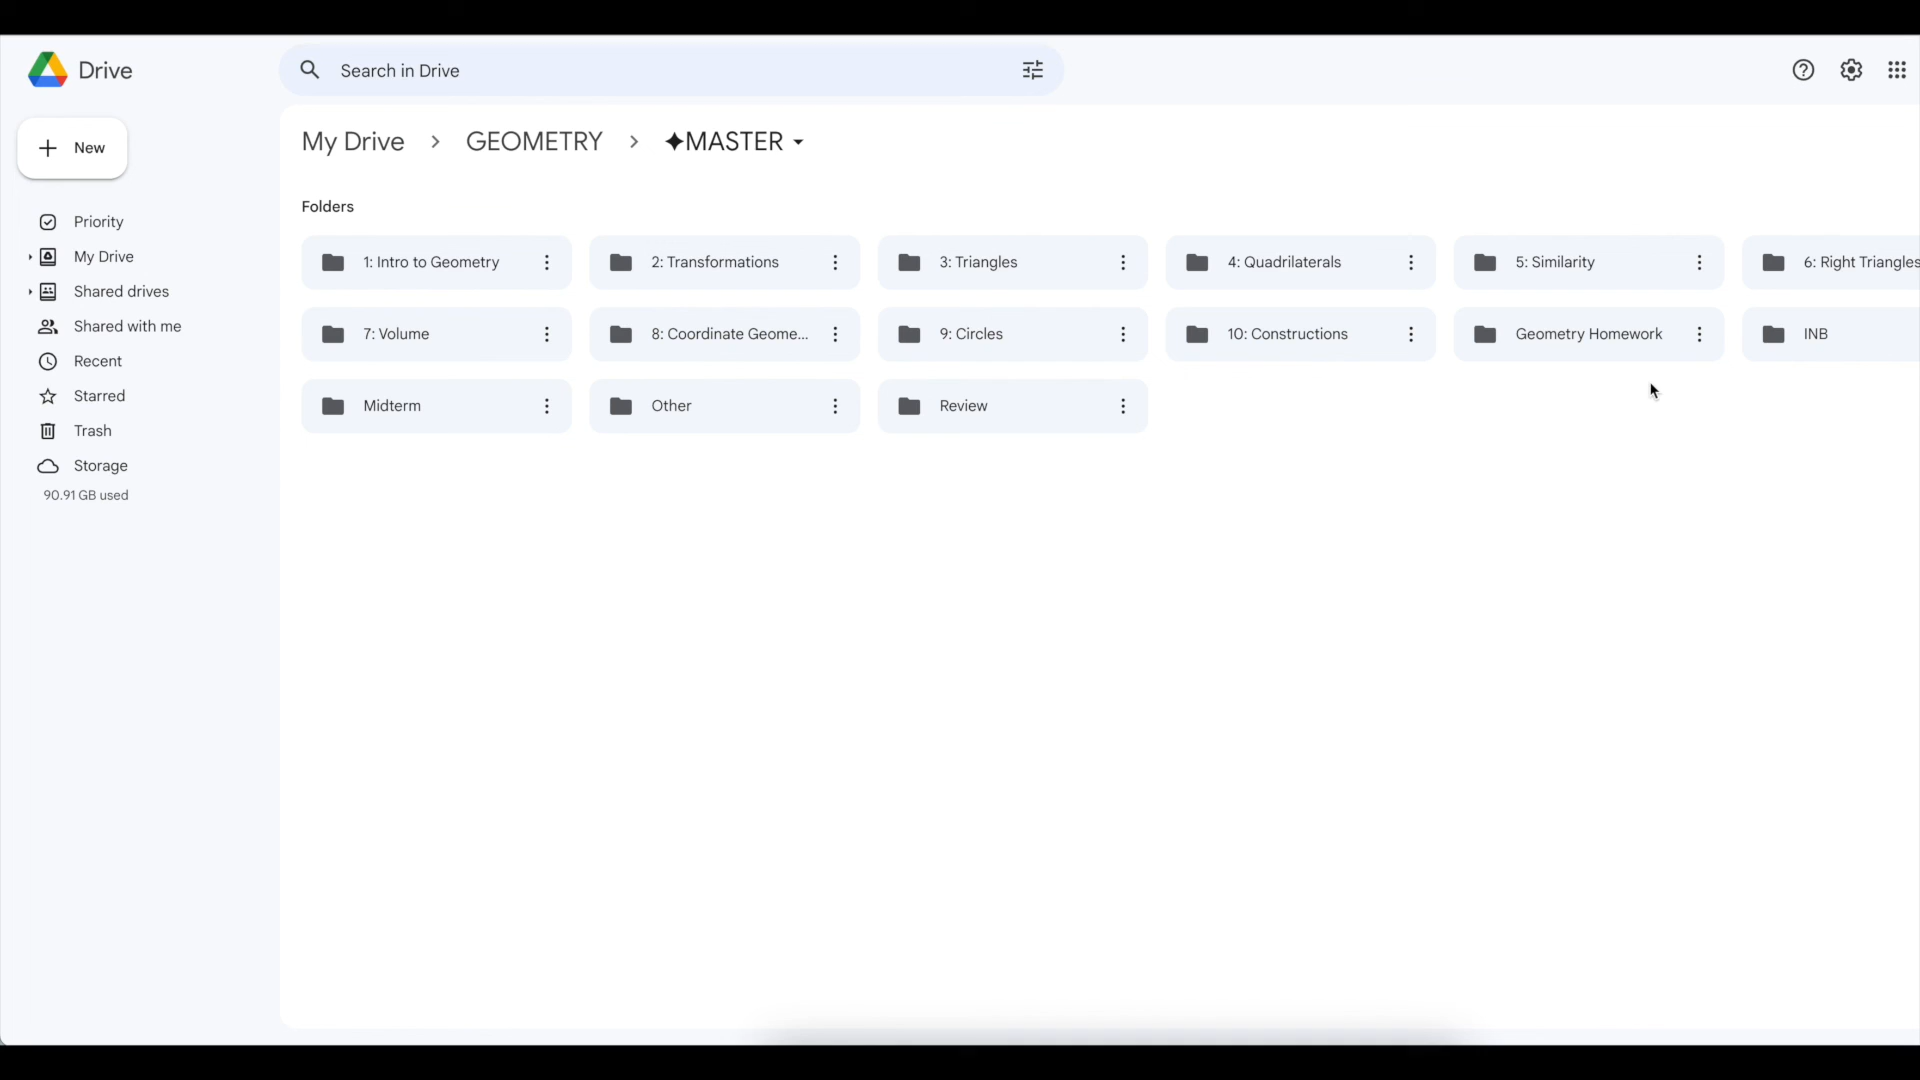 Drive
Search in Drive
New
My Drive > GEOMETRY > ✦MASTER
Priority
My Drive
Shared drives
Shared with me
Recent
Starred
Trash
Storage
90.91 GB used
Folders
1: Intro to Geometry
2: Transformations
3: Triangles
4: Quadrilaterals
5: Similarity
6: Right Triangles
7: Volume
8: Coordinate Geome...
9: Circles
10: Constructions
Geometry Homework
INB
Midterm
Other
Review